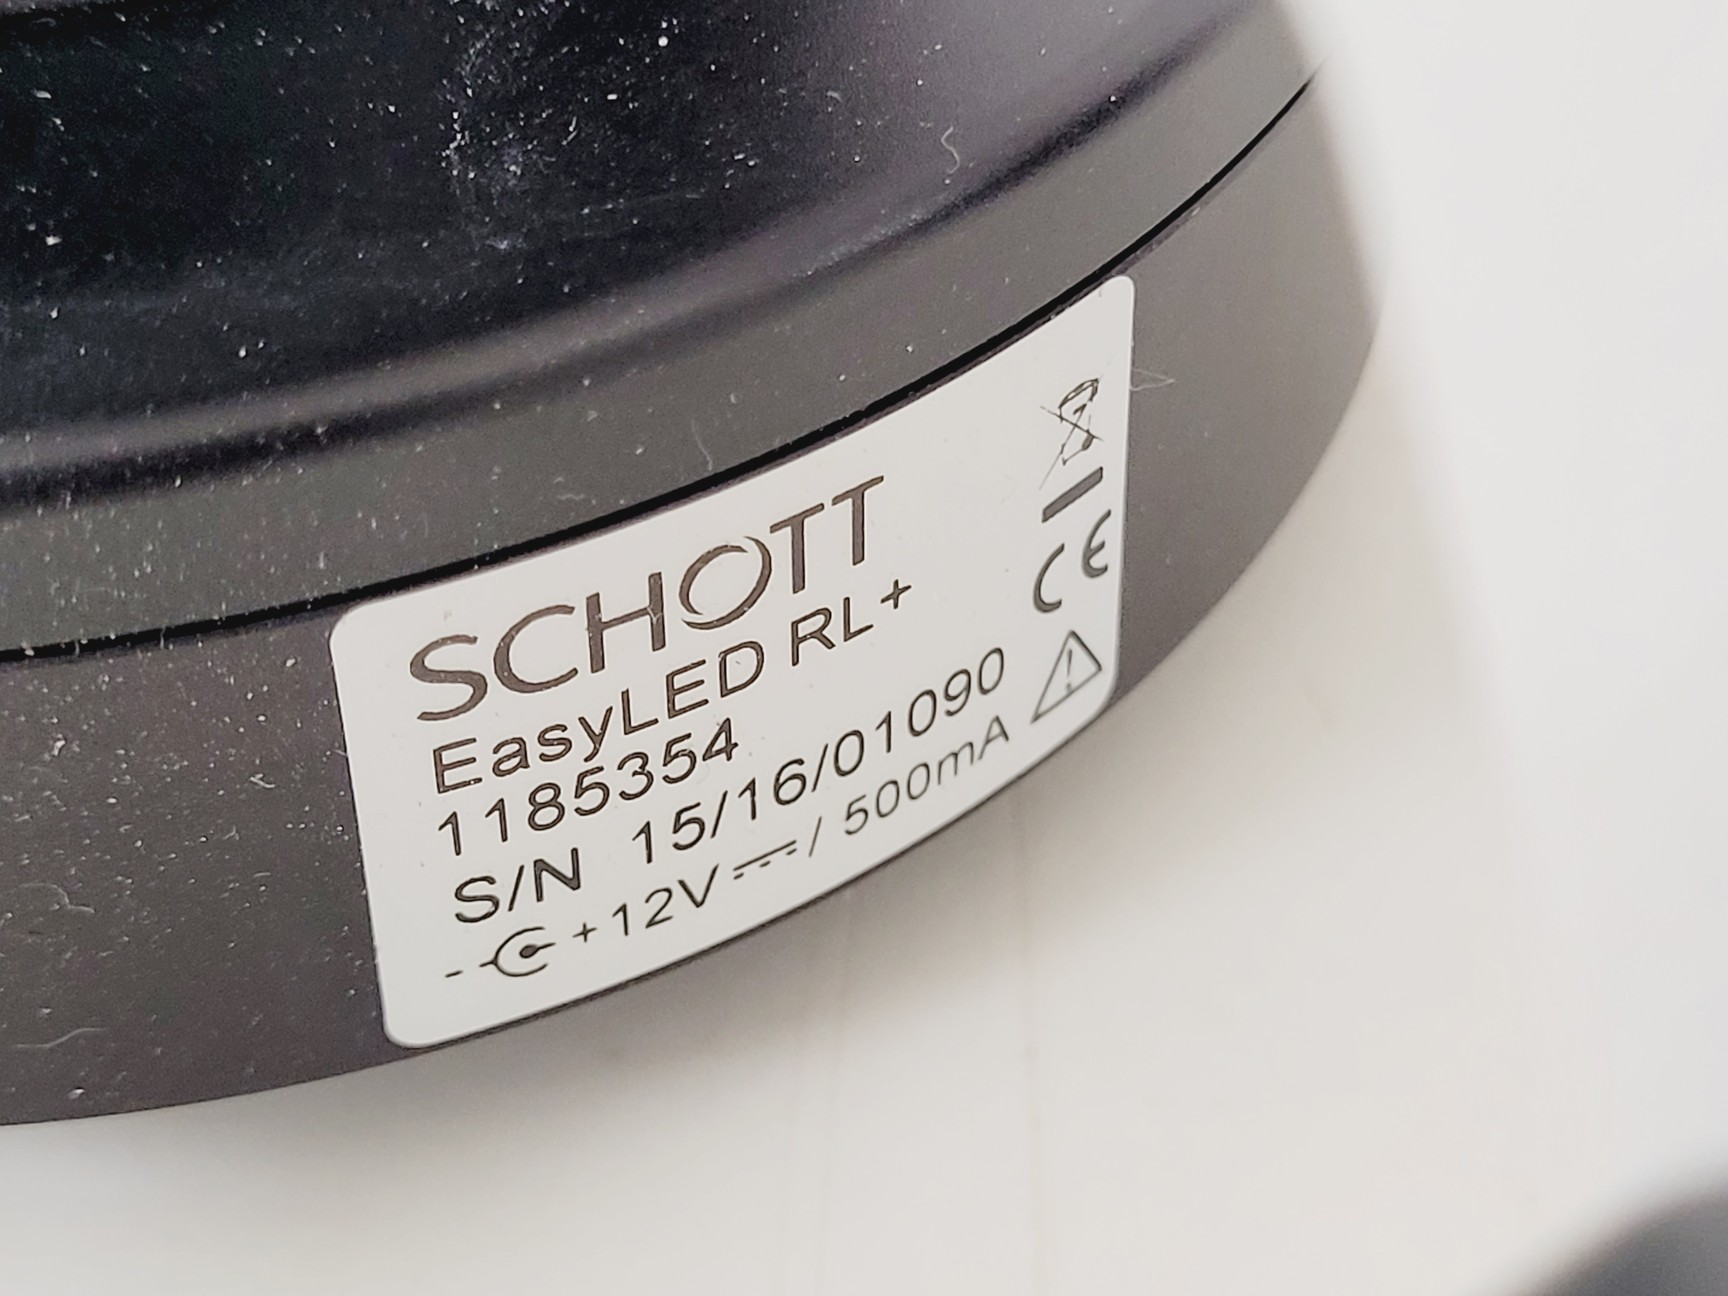 SCHOTT
EasyLED RL+
1185354
S/N 15/16/01090
- + 12V / 500mA
CE